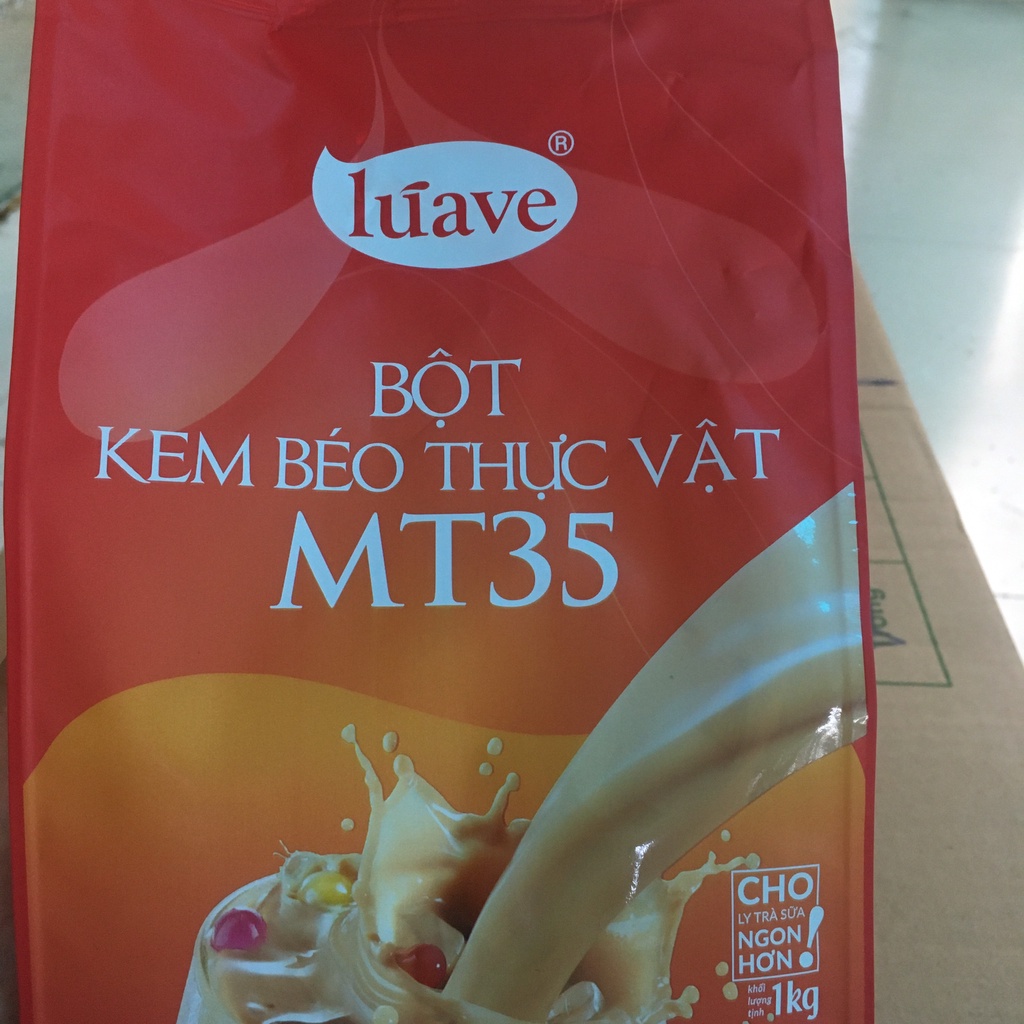 lúave®
BỘT
KEM BÉO THỰC VẬT
MT35
CHO
LY TRÀ SỮA
NGON
HƠN!
khối
lượng
tịnh
1kg